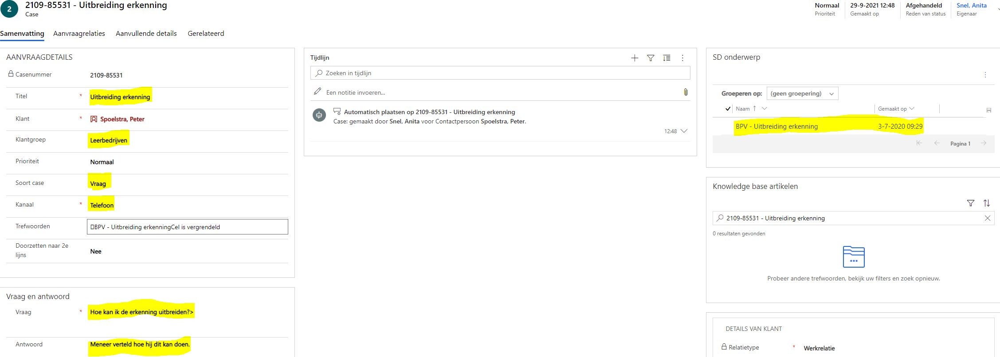 2
2109-85531 - Uitbreiding erkenning
Case
Normaal
Prioriteit
29-9-2021 12:48
Gemaakt op
Afgehandeld
Reden van status
Snel, Anita
Eigenaar
Samenvatting Aanvraagrelaties Aanvullende details Gerelateerd
AANVRAAGDETAILS
Casenummer 2109-85531
Titel * Uitbreiding erkenning
Klant * Spoelstra, Peter
Klantgroep Leerbedrijven
Prioriteit Normaal
Soort case Vraag
Kanaal * Telefoon
Trefwoorden BPV - Uitbreiding erkenningCel is vergrendeld
Doorzetten naar 2e
lijns
Nee
Vraag en antwoord
Vraag * Hoe kan ik de erkenning uitbreiden?>
Antwoord Meneer verteld hoe hij dit kan doen.
Tijdlijn
Zoeken in tijdlijn
Een notitie invoeren...
Automatisch plaatsen op 2109-85531 - Uitbreiding erkenning
Case: gemaakt door Snel, Anita voor Contactpersoon Spoelstra, Peter.
12:48
SD onderwerp
Groeperen op: (geen groepering)
Naam Gemaakt op
BPV - Uitbreiding erkenning 3-7-2020 09:29
Pagina 1
Knowledge base artikelen
2109-85531 - Uitbreiding erkenning
0 resultaten gevonden
Probeer andere trefwoorden, bekijk uw filters en zoek opnieuw.
DETAILS VAN KLANT
Relatietype * Werkrelatie